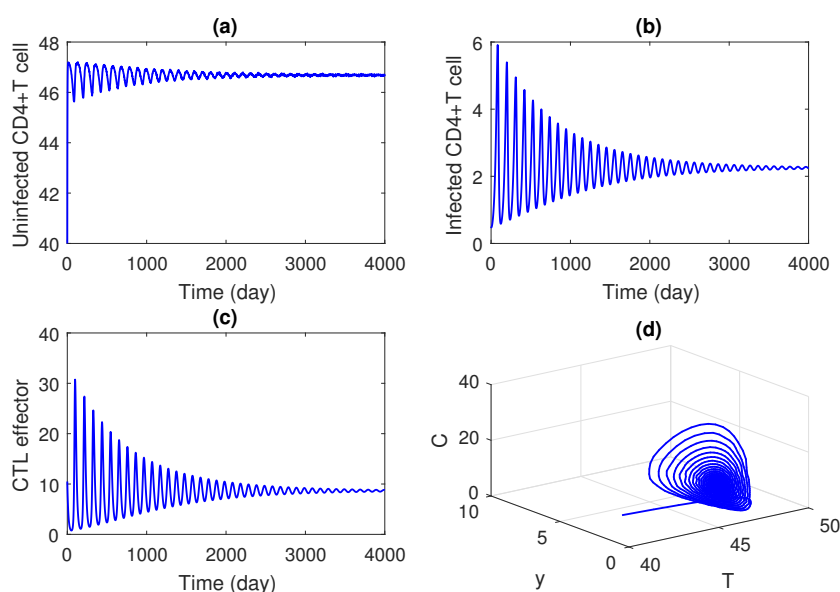 (a)
Uninfected CD4+T cell
48
46
44
42
40
0 1000 2000 3000 4000
Time (day)
(b)
Infected CD4+T cell
6
4
2
0
0 1000 2000 3000 4000
Time (day)
(c)
CTL effector
40
30
20
10
0
0 1000 2000 3000 4000
Time (day)
(d)
C
40
20
0
10
5
0
y
40
45
50
T